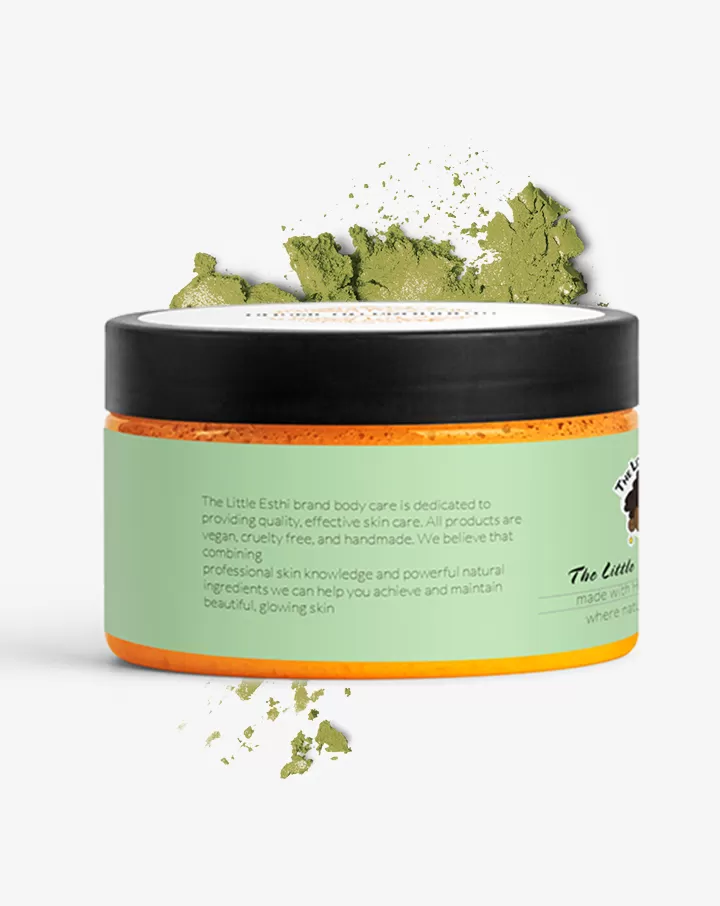 The Little Esthi brand body care is dedicated to
providing quality, effective skin care. All products are
vegan, cruelty free, and handmade. We believe that
combining
professional skin knowledge and powerful natural
ingredients we can help you achieve and maintain
beautiful, glowing skin
The Little
made with
where